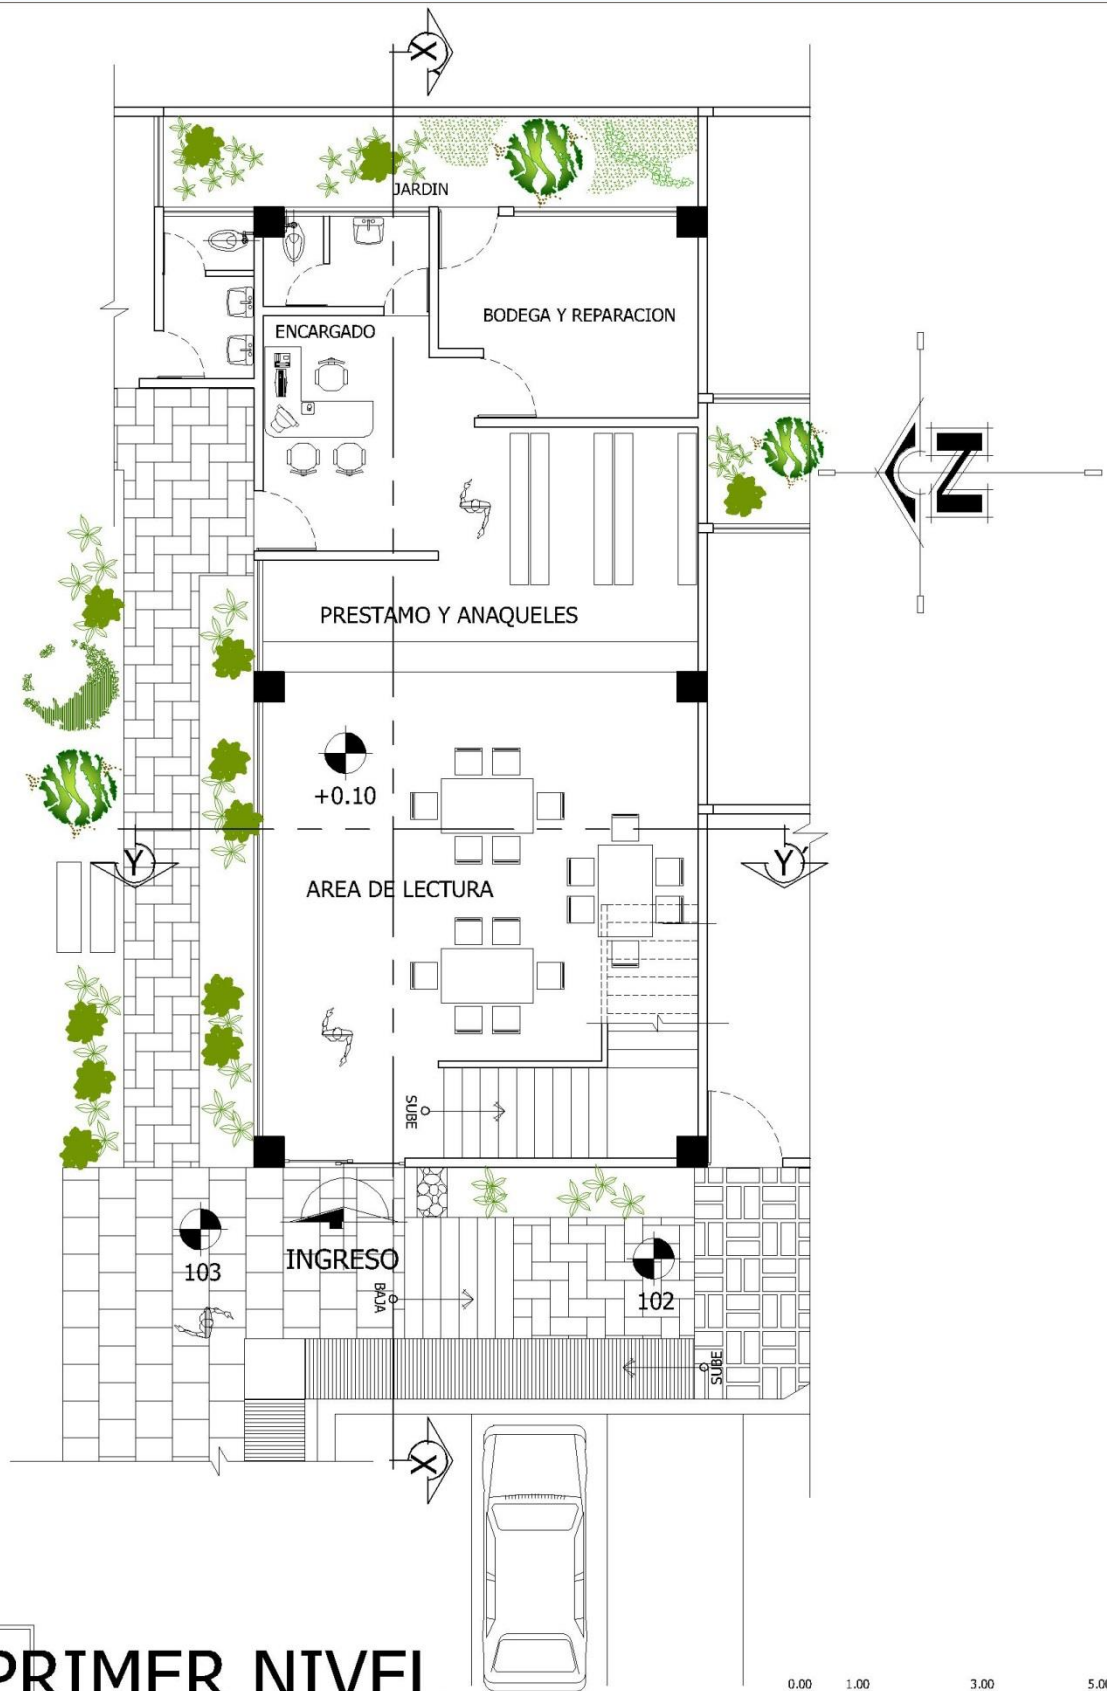 X
JARDIN
BODEGA Y REPARACION
ENCARGADO
N
PRESTAMO Y ANAQUELES
+0.10
Y
Y´
AREA DE LECTURA
SUBE
103
INGRESO
BAJA
102
SUBE
X
PRIMER NIVEL
0.00 1.00 3.00 5.00